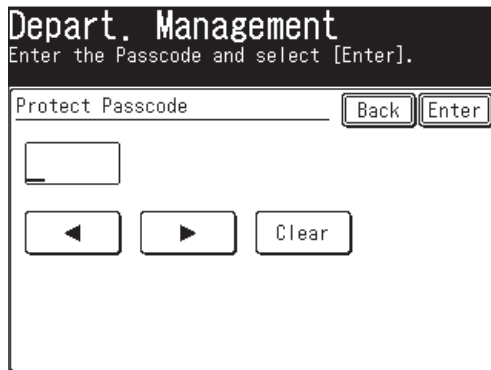 Depart. Management
Enter the Passcode and select [Enter].
Protect Passcode
Back
Enter
◀
▶
Clear